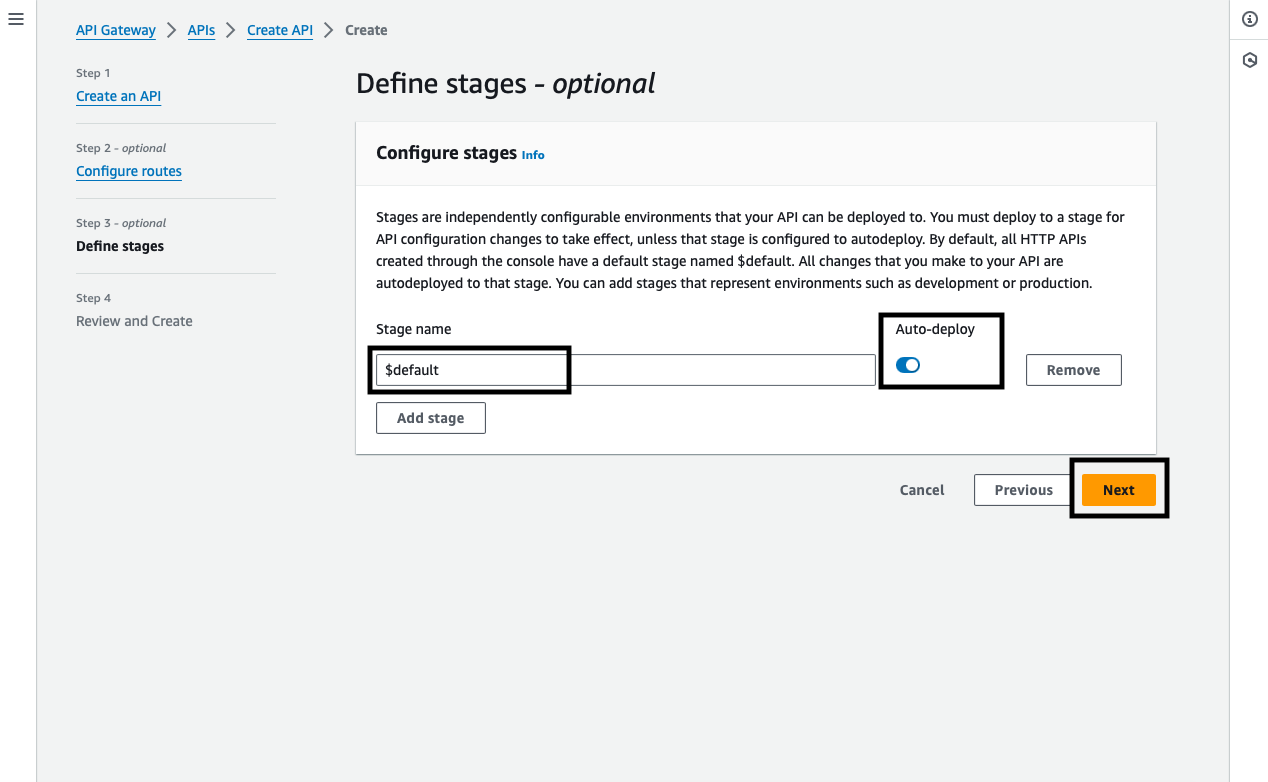 API Gateway > APIs > Create API > Create
Step 1
Create an API
Step 2 - optional
Configure routes
Step 3 - optional
Define stages
Step 4
Review and Create
Define stages - optional
Configure stages Info
Stages are independently configurable environments that your API can be deployed to. You must deploy to a stage for
API configuration changes to take effect, unless that stage is configured to autodeploy. By default, all HTTP APIs
created through the console have a default stage named $default. All changes that you make to your API are
autodeployed to that stage. You can add stages that represent environments such as development or production.
Stage name
Auto-deploy
$default
Remove
Add stage
Cancel
Previous
Next